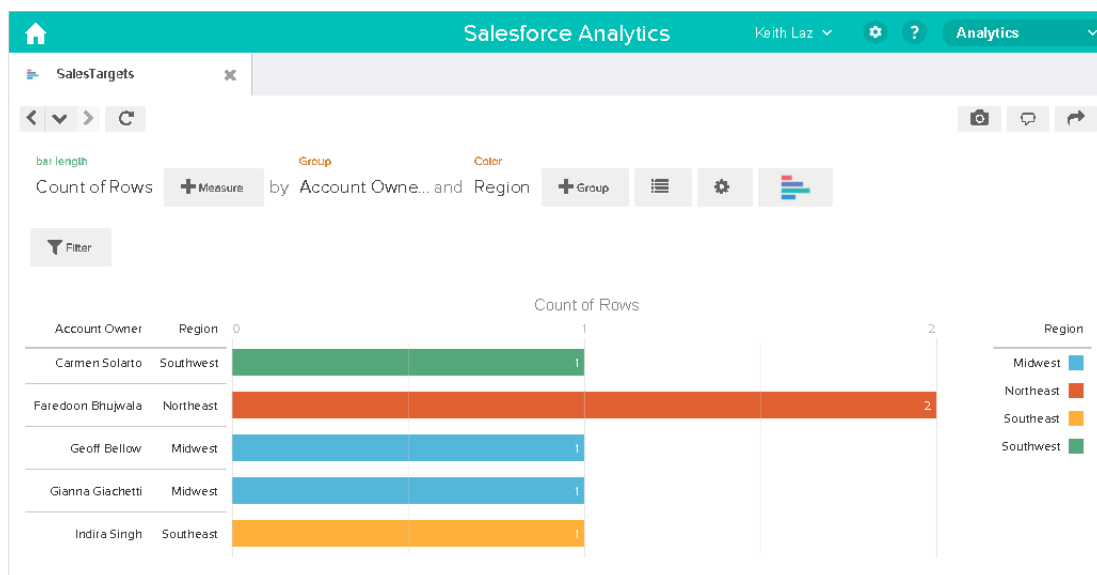 Salesforce Analytics Keith Laz ? Analytics
SalesTargets
bar length Group Color
Count of Rows Measure by Account Owne... and Region Group
Filter
Count of Rows
Account Owner Region 0 1 2 Region
Carmen Solarto Southwest 1 Midwest
Faredoon Bhujwala Northeast 2 Northeast
Southeast
Geoff Bellow Midwest 1 Southwest
Gianna Giachetti Midwest 1
Indira Singh Southeast 1